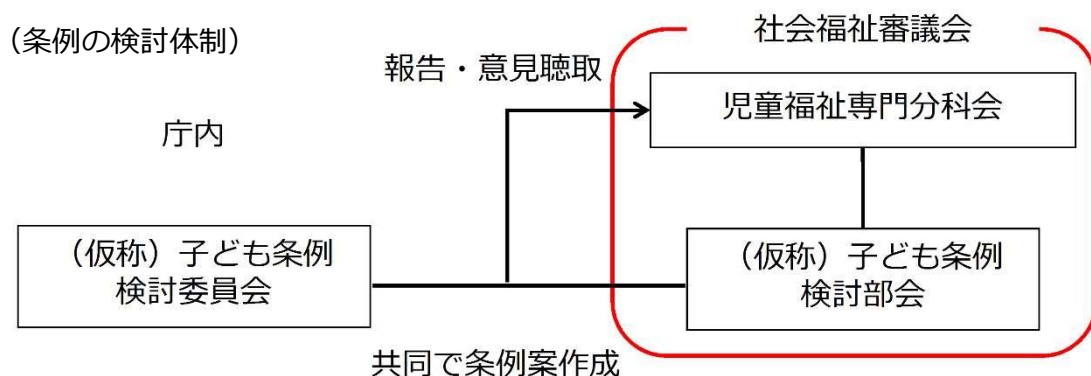 （条例の検討体制）
社会福祉審議会
報告・意見聴取
児童福祉専門分科会
庁内
（仮称）子ども条例
検討委員会
（仮称）子ども条例
検討部会
共同で条例案作成